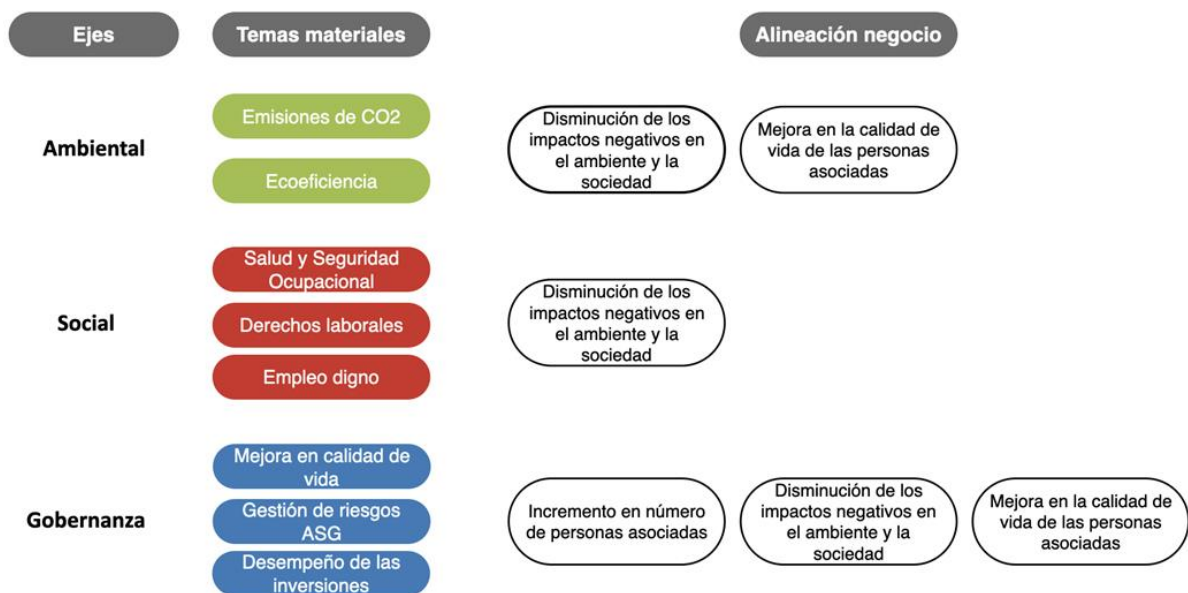 Ejes
Temas materiales
Alineación negocio
Ambiental
Emisiones de CO2
Ecoeficiencia
Disminución de los
impactos negativos en
el ambiente y la
sociedad
Mejora en la calidad de
vida de las personas
asociadas
Social
Salud y Seguridad
Ocupacional
Derechos laborales
Empleo digno
Disminución de los
impactos negativos en
el ambiente y la
sociedad
Gobernanza
Mejora en calidad de
vida
Gestión de riesgos
ASG
Desempeño de las
inversiones
Incremento en número
de personas asociadas
Disminución de los
impactos negativos en
el ambiente y la
sociedad
Mejora en la calidad de
vida de las personas
asociadas